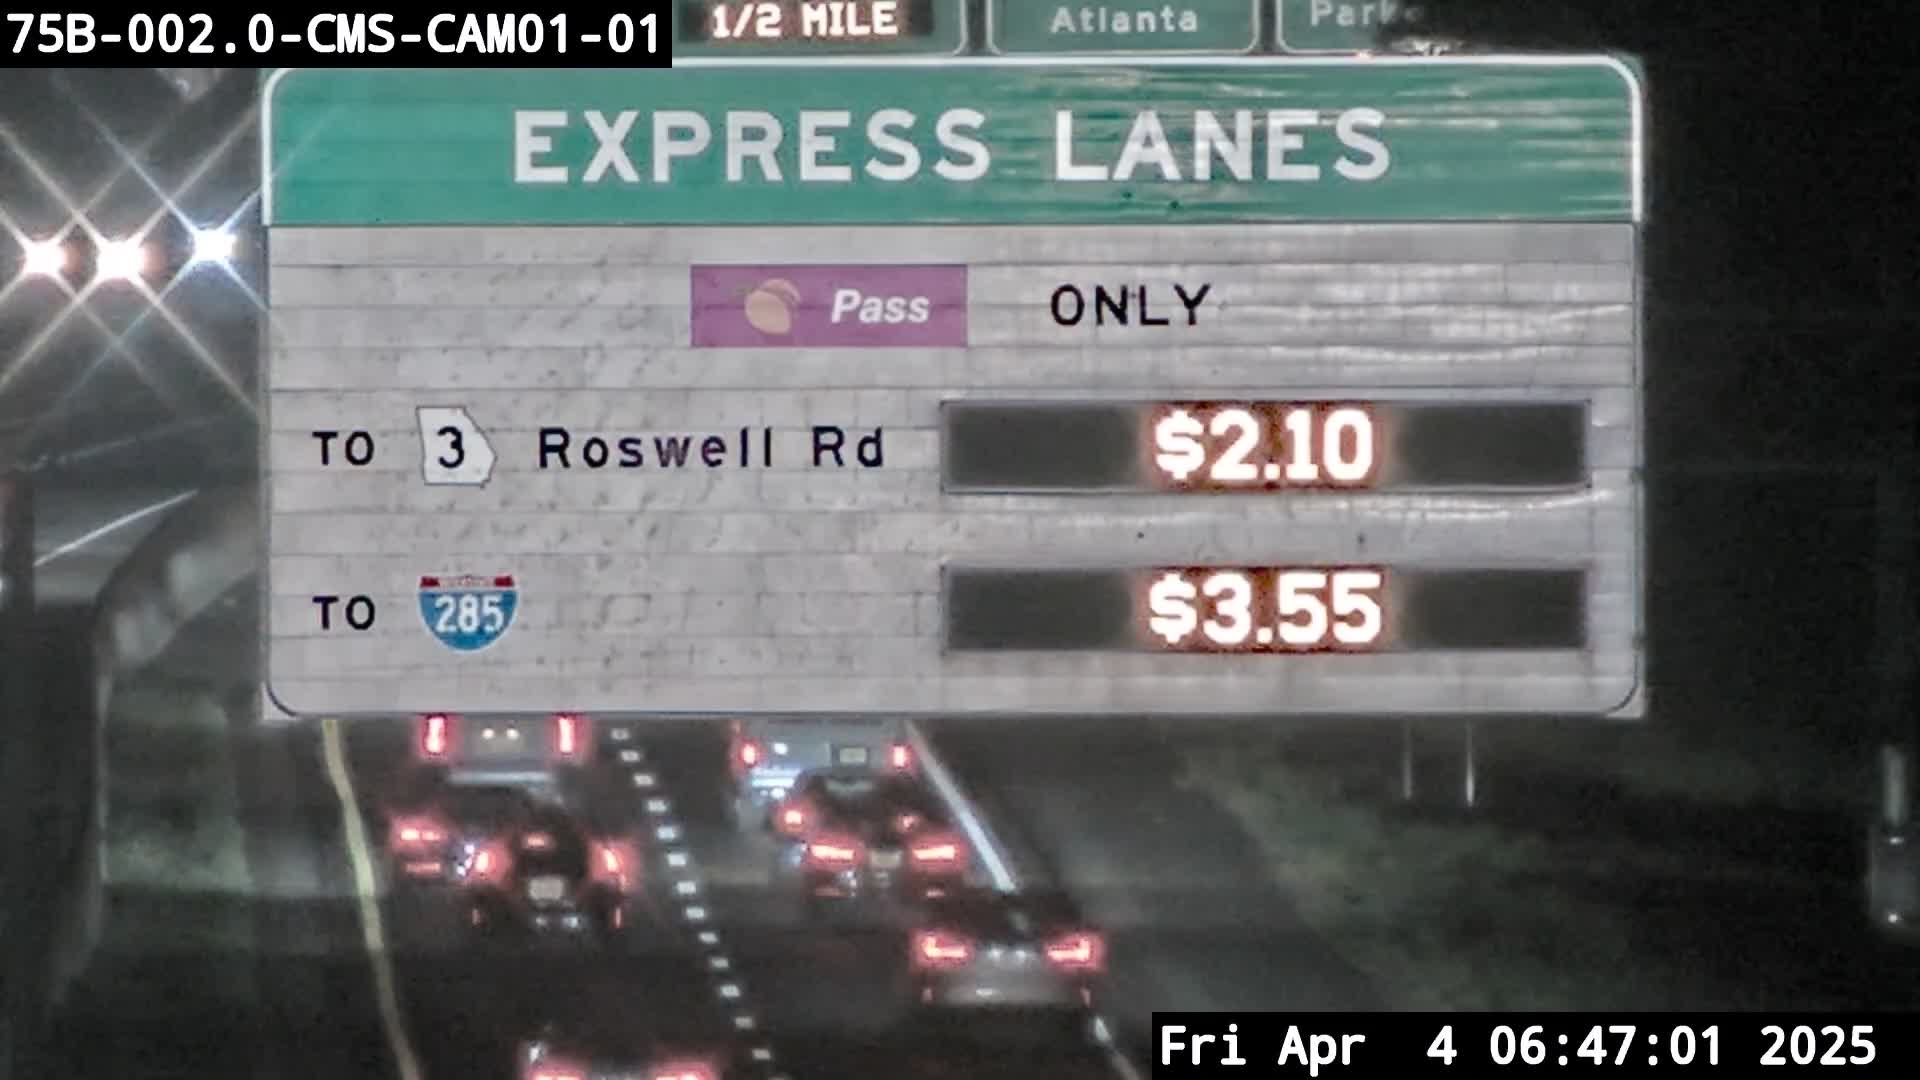 75B-002.0-CMS-CAM01-01
1/2 MILE
Atlanta
Park
EXPRESS LANES
Pass ONLY
TO 3 Roswell Rd $2.10
TO 285 $3.55
Fri Apr 4 06:47:01 2025